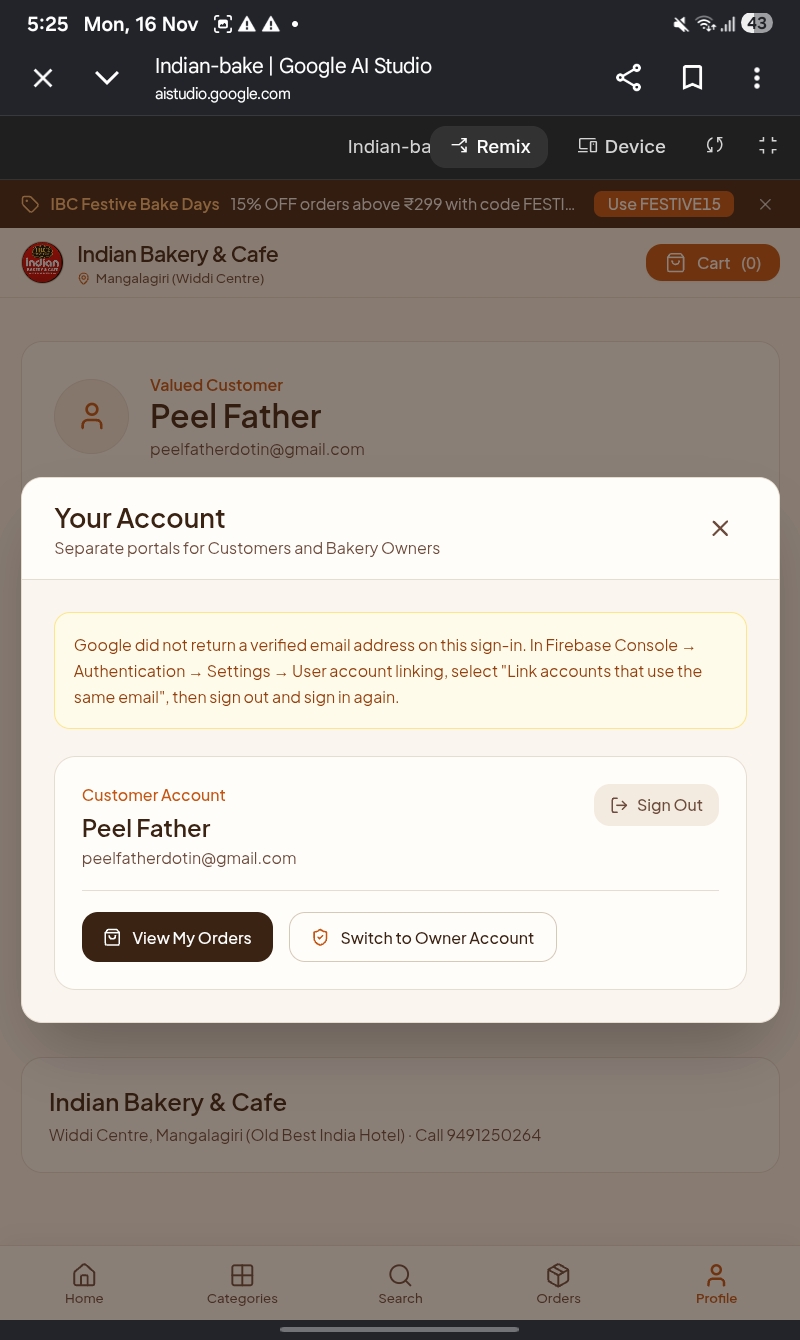 5:25 Mon, 16 Nov
43
Indian-bake | Google AI Studio
aistudio.google.com
Indian-ba
Remix
Device
IBC Festive Bake Days 15% OFF orders above ₹299 with code FESTI...
Use FESTIVE15
IBC
Indian
BAKERY & CAFE
Indian Bakery & Cafe
Mangalagiri (Widdi Centre)
Cart (0)
Valued Customer
Peel Father
peelfatherdotin@gmail.com
Your Account
Separate portals for Customers and Bakery Owners
Google did not return a verified email address on this sign-in. In Firebase Console →
Authentication → Settings → User account linking, select "Link accounts that use the
same email", then sign out and sign in again.
Customer Account
Sign Out
Peel Father
peelfatherdotin@gmail.com
View My Orders
Switch to Owner Account
Indian Bakery & Cafe
Widdi Centre, Mangalagiri (Old Best India Hotel) · Call 9491250264
Home
Categories
Search
Orders
Profile